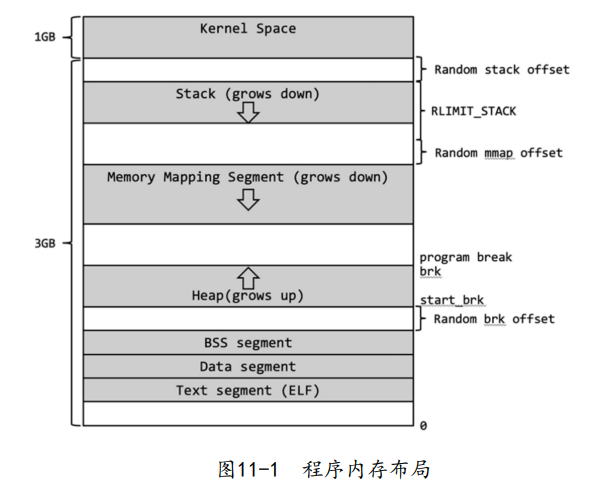 1GB
Kernel Space
Random stack offset
Stack (grows down)
RLIMIT_STACK
Random mmap offset
Memory Mapping Segment (grows down)
3GB
program break
brk
Heap(grows up)
start_brk
Random brk offset
BSS segment
Data segment
Text segment (ELF)
0
图11-1 程序内存布局